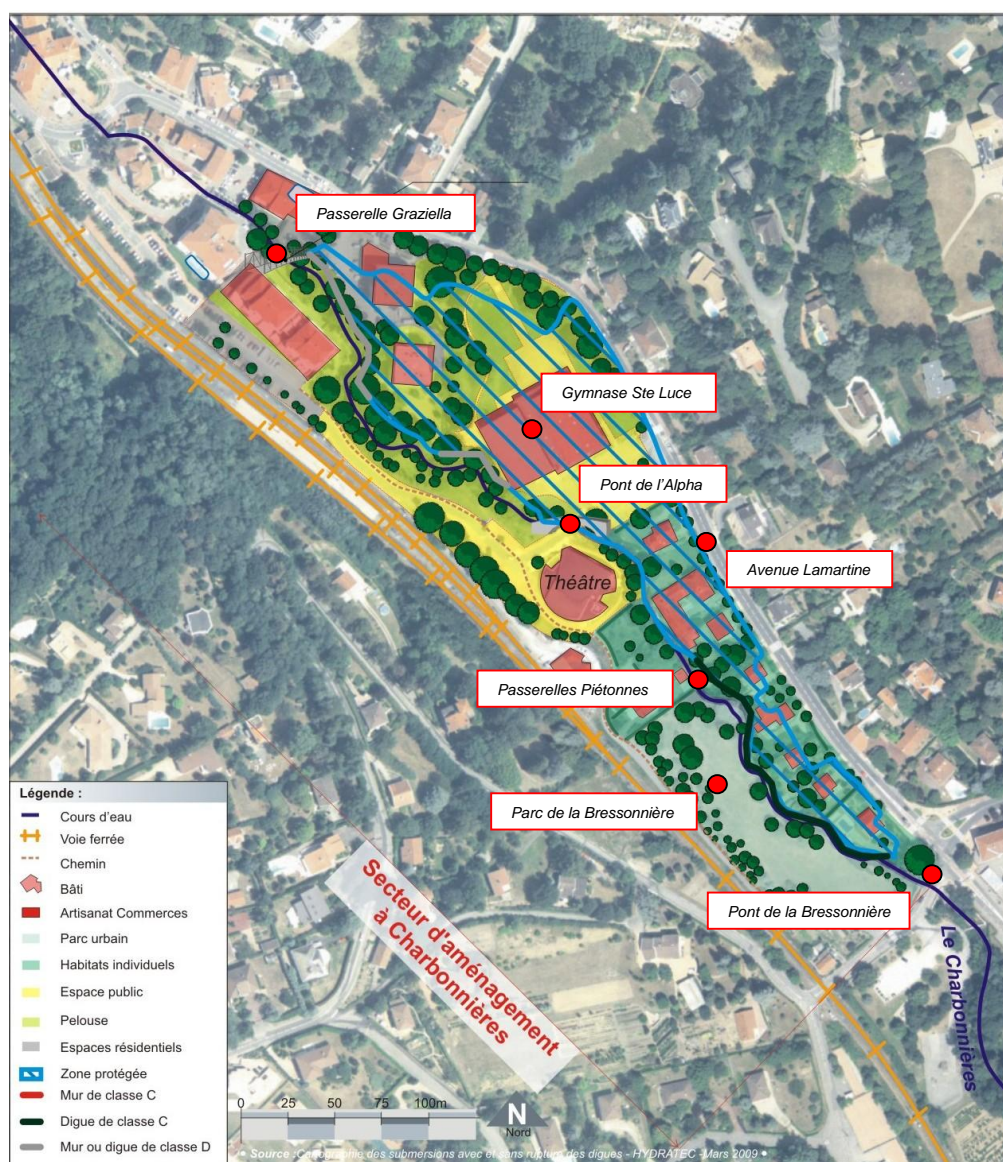 Passerelle Graziella
Gymnase Ste Luce
Pont de l'Alpha
Avenue Lamartine
Théâtre
Passerelles Piétonnes
Parc de la Bressonnière
Pont de la Bressonnière
Le Charbonnières
Secteur d'aménagement
à Charbonnières
Légende :
Cours d'eau
Voie ferrée
Chemin
Bâti
Artisanat Commerces
Parc urbain
Habitats individuels
Espace public
Pelouse
Espaces résidentiels
Zone protégée
Mur de classe C
Digue de classe C
Mur ou digue de classe D
0 25 50 100m
N
Nord
• Source : Cartographie des submersions avec et sans rupture des digues - HYDRATEC - Mars 2009 •